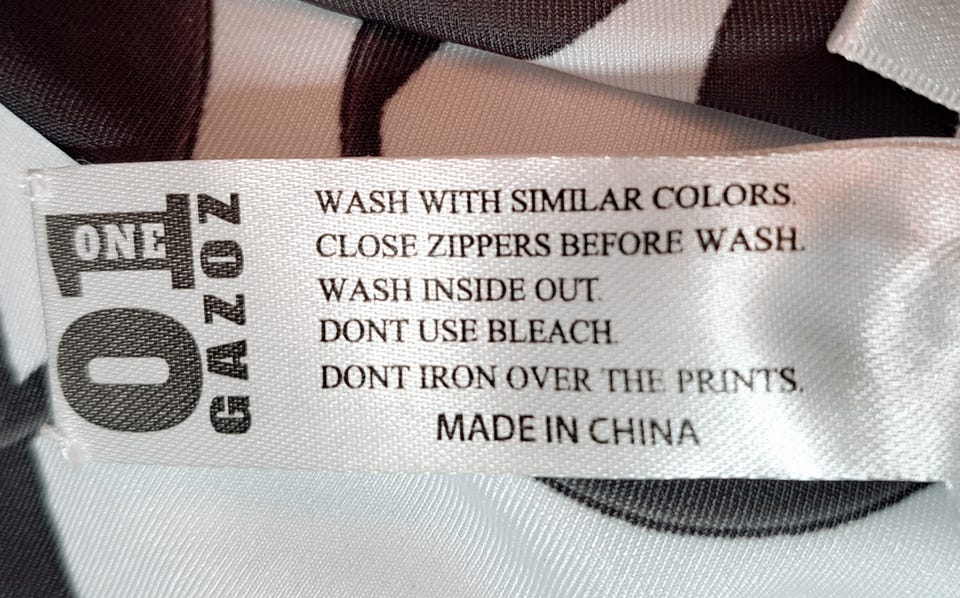 01
ONE
GAZOZ
WASH WITH SIMILAR COLORS.
CLOSE ZIPPERS BEFORE WASH.
WASH INSIDE OUT.
DONT USE BLEACH.
DONT IRON OVER THE PRINTS.
MADE IN CHINA